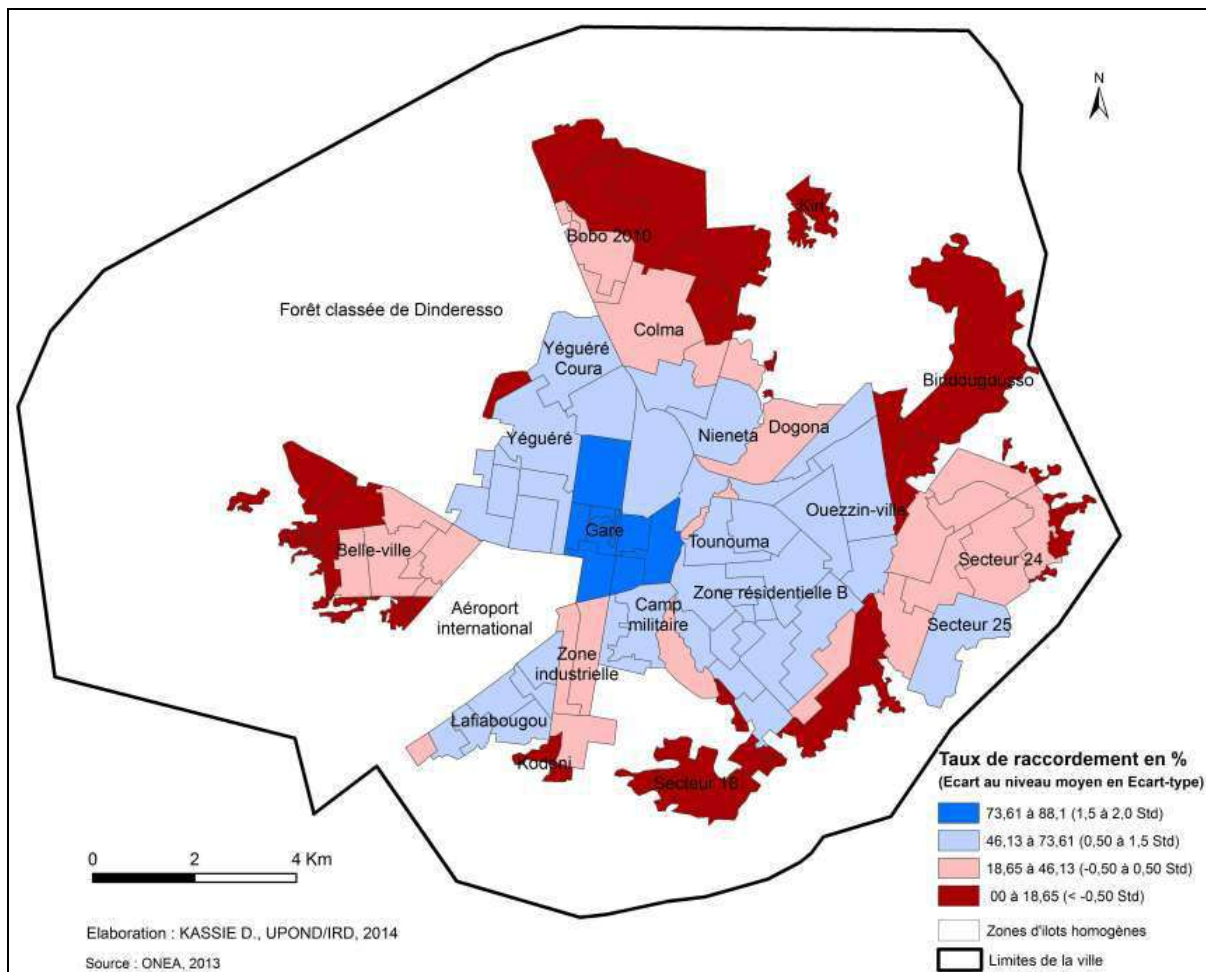 N
Kiri
Bobo 2010
Forêt classée de Dinderesso
Colma
Yéguéré
Coura
Bindougousso
Dogona
Nieneta
Yéguéré
Ouezzin-ville
Gare
Tounouma
Belle-ville
Secteur 24
Zone résidentielle B
Aéroport
international
Camp
militaire
Secteur 25
Zone
industrielle
Lafiabougou
Kodeni
Secteur 16
Taux de raccordement en %
(Ecart au niveau moyen en Ecart-type)
73,61 à 88,1 (1,5 à 2,0 Std)
46,13 à 73,61 (0,50 à 1,5 Std)
18,65 à 46,13 (-0,50 à 0,50 Std)
00 à 18,65 (< -0,50 Std)
Zones d'ilots homogènes
Limites de la ville
0 2 4 Km
Elaboration : KASSIE D., UPOND/IRD, 2014
Source : ONEA, 2013